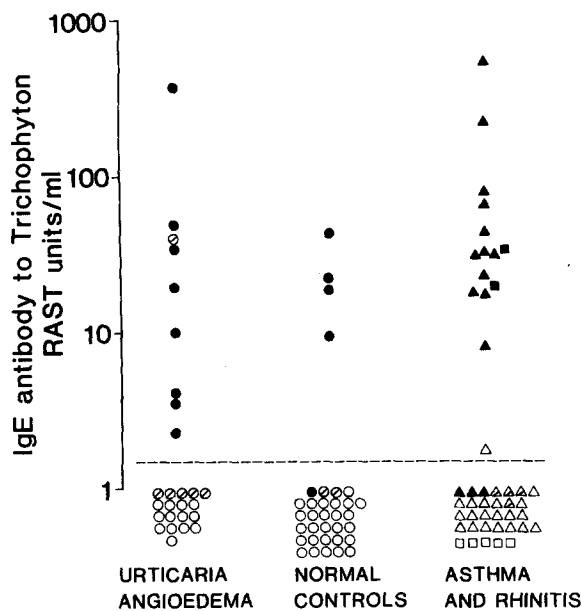 1000
100
10
1
IgE antibody to Trichophyton
RAST units/ml
URTICARIA
ANGIOEDEMA
NORMAL
CONTROLS
ASTHMA
AND RHINITIS